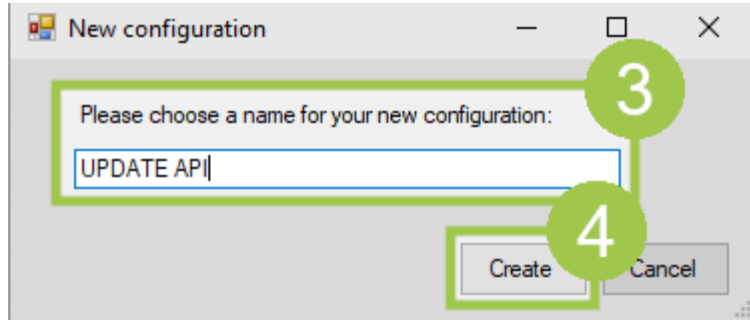 New configuration
3
Please choose a name for your new configuration:
UPDATE API
4
Create
Cancel